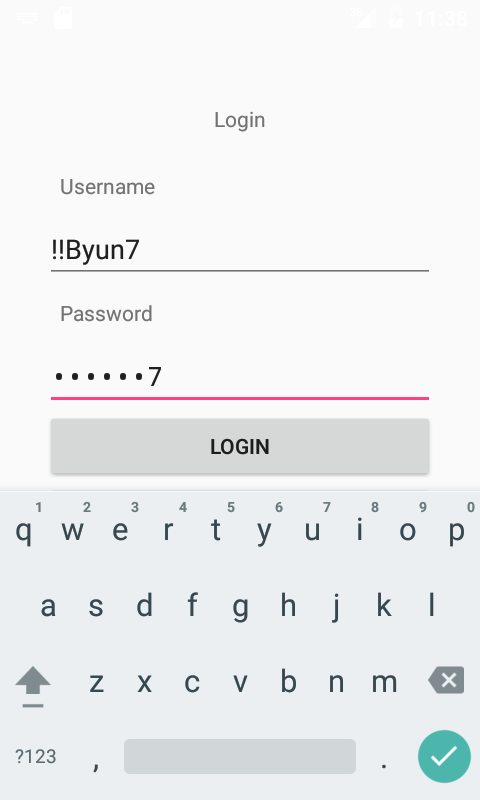 11:38
Login
Username
!!Byun7
Password
••••••7
LOGIN
1 2 3 4 5 6 7 8 9 0
q w e r t y u i o p
a s d f g h j k l
z x c v b n m
?123 , .